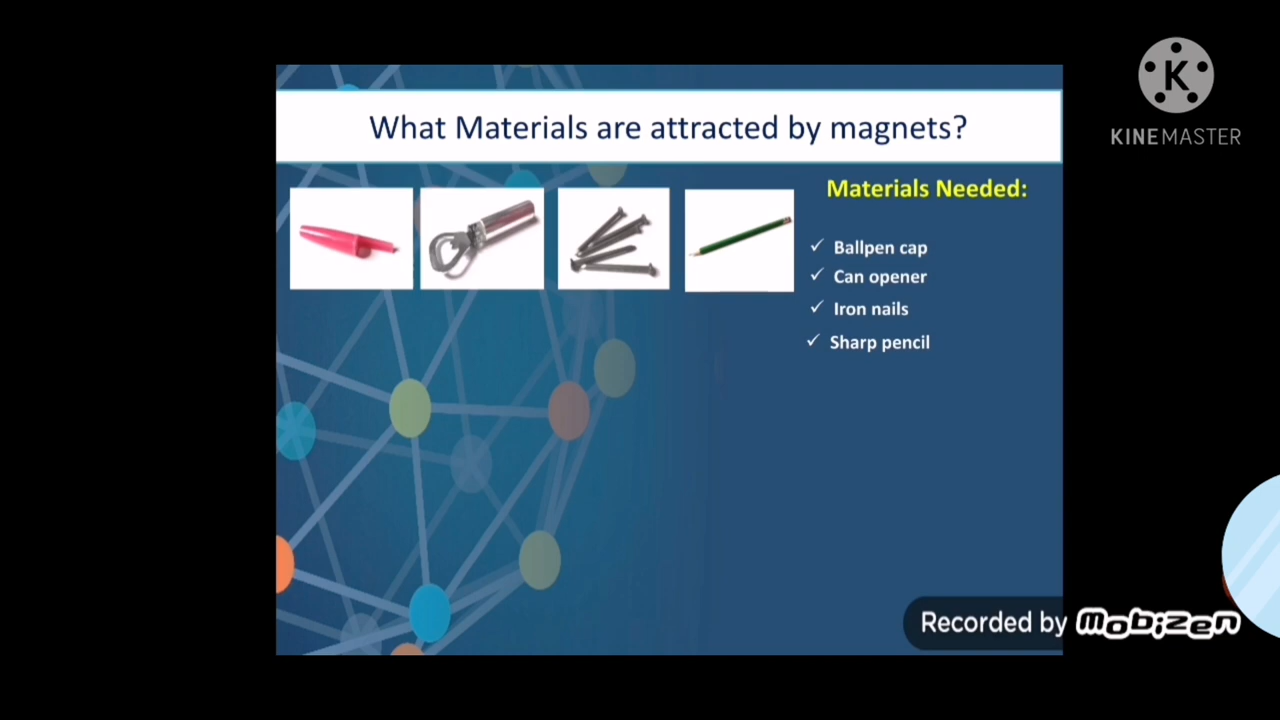 What Materials are attracted by magnets?
Materials Needed:
✓ Ballpen cap
✓ Can opener
✓ Iron nails
✓ Sharp pencil
K
KINEMASTER
Recorded by Mobizen